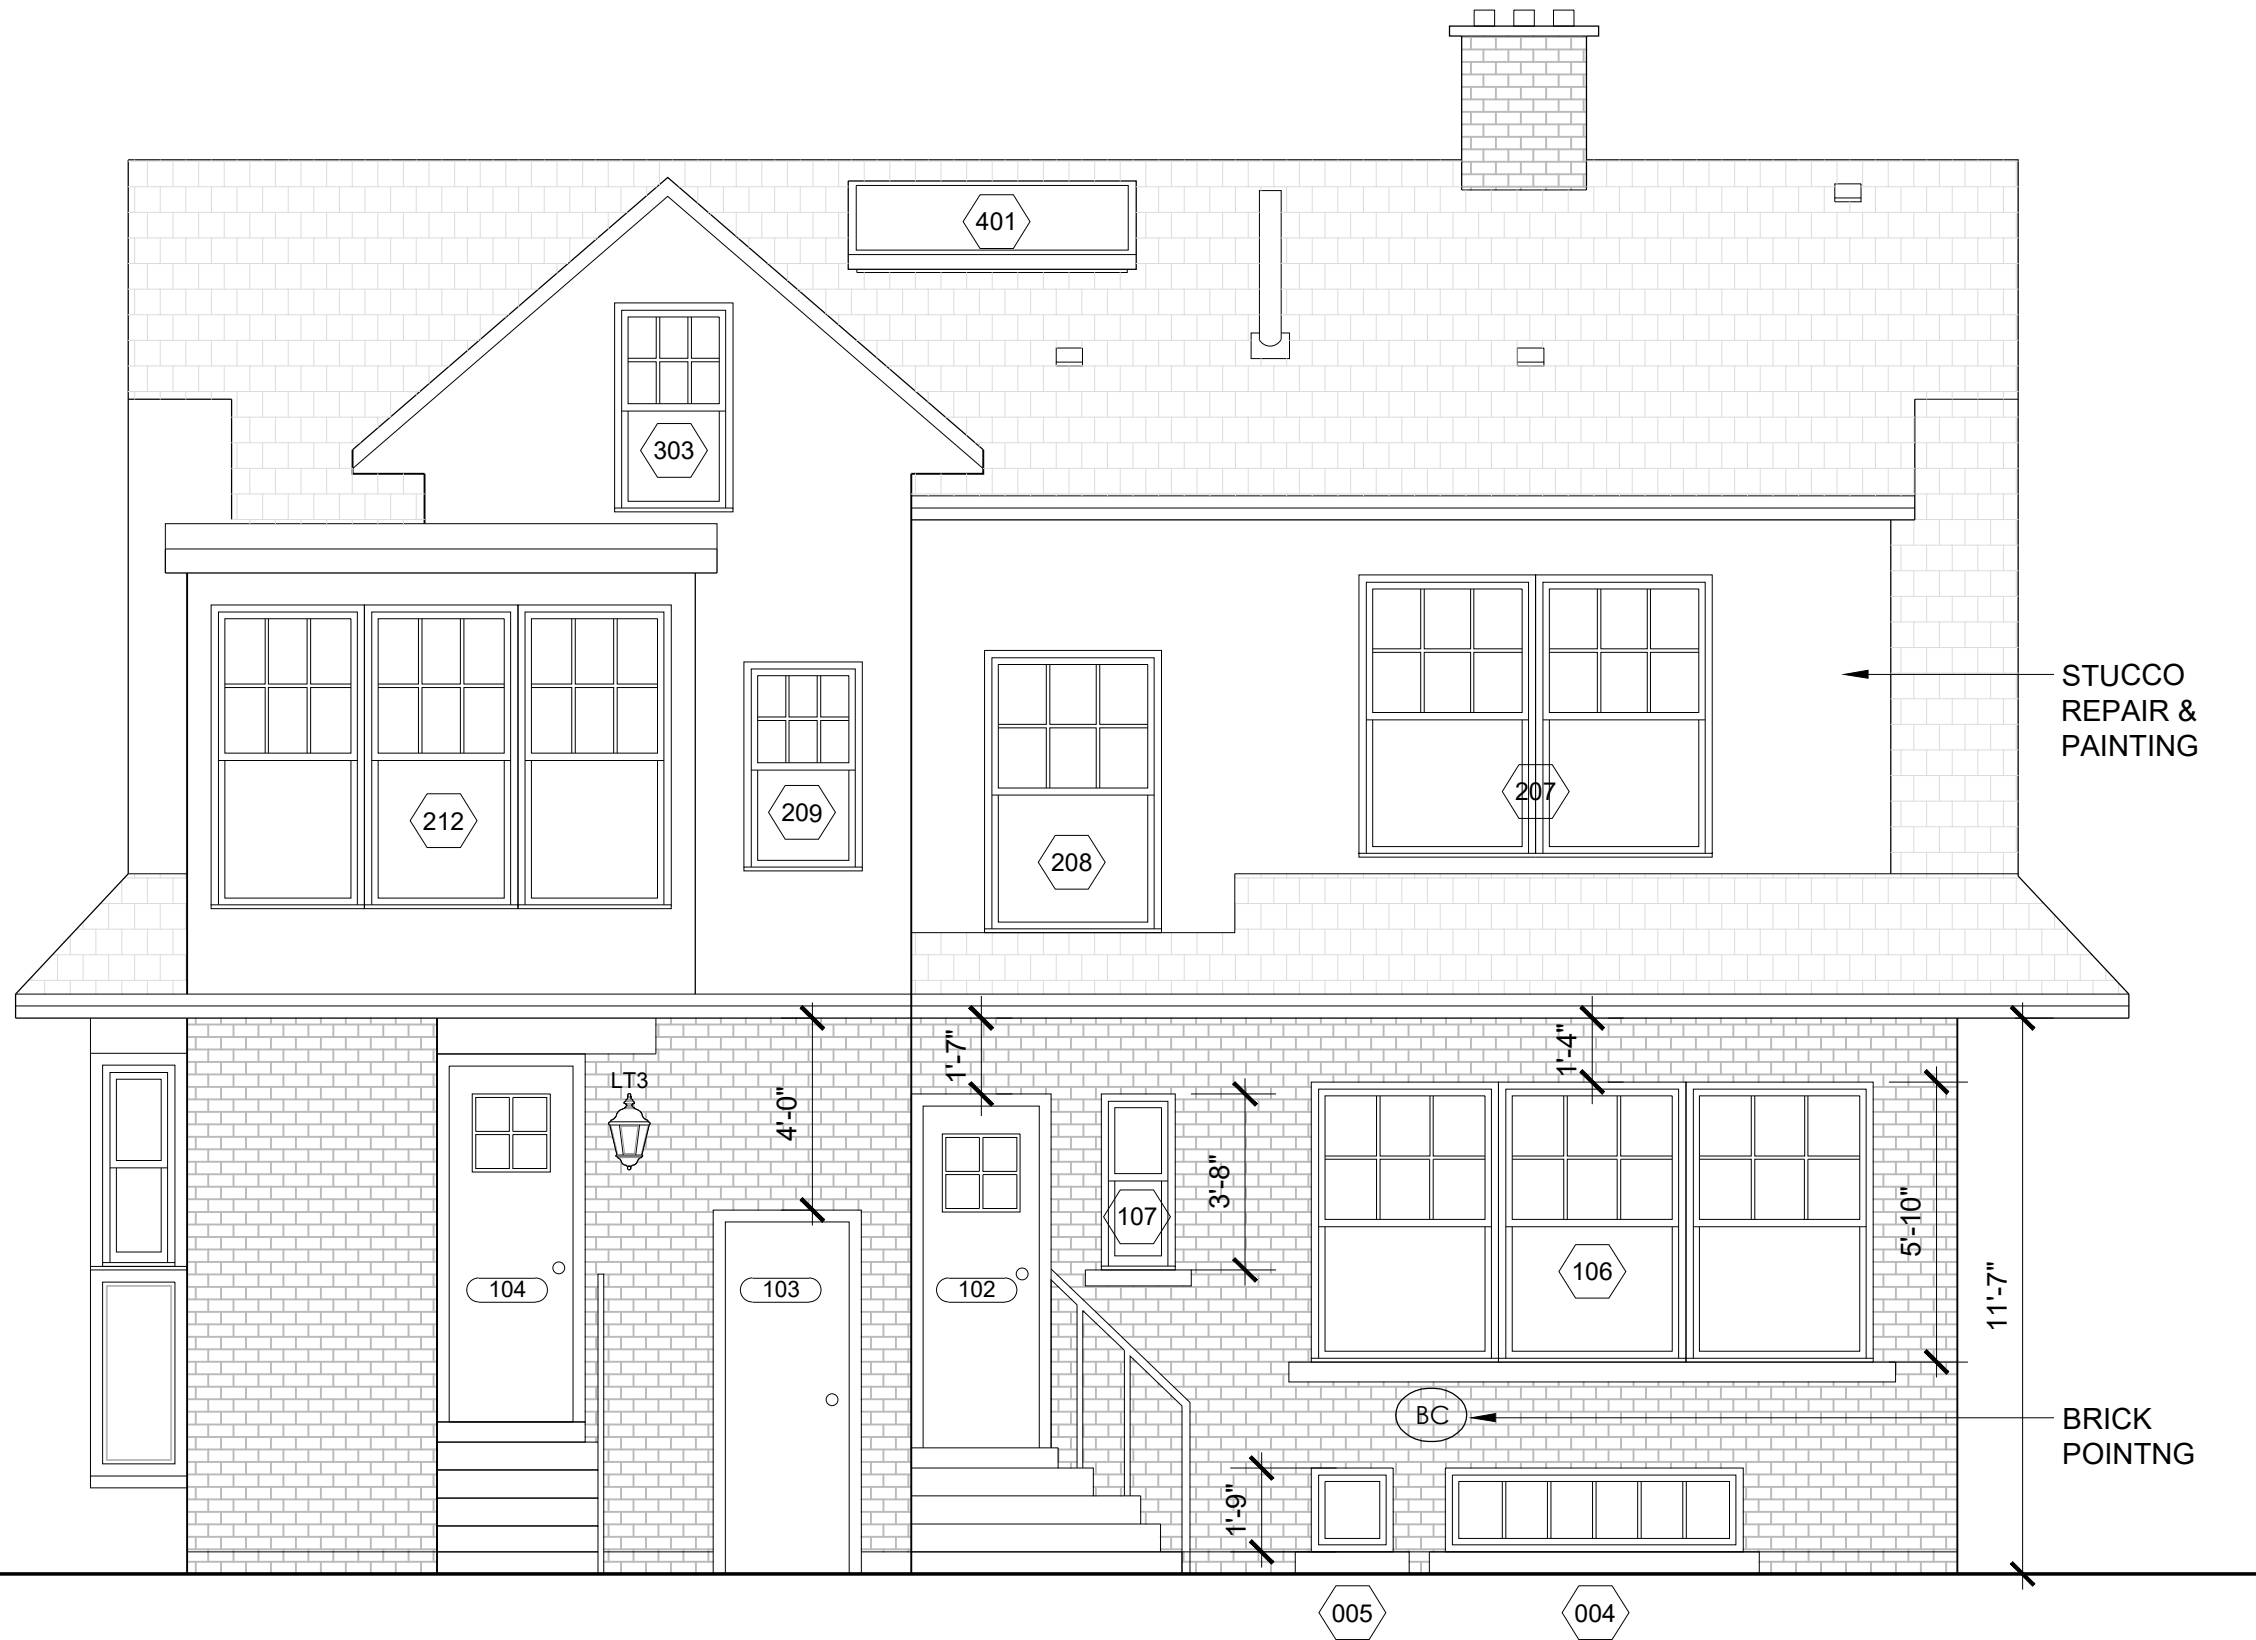 401
303
STUCCO
REPAIR &
PAINTING
207
209
212
208
1'-7"
1'-4"
LT3
4'-0"
3'-8"
107
5'-10"
106
104
103
102
11'-7"
BC
BRICK
POINTNG
1'-9"
005
004